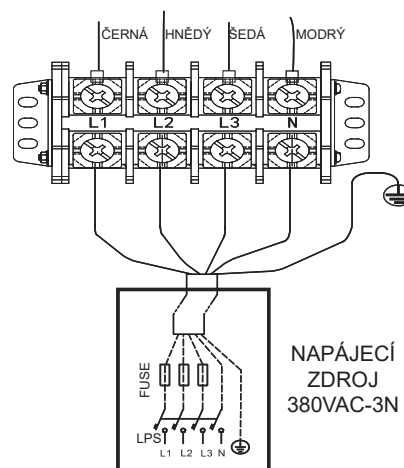 ČERNÁ HNĚDÝ ŠEDÁ MODRÝ
L1 L2 L3 N
NAPÁJECÍ
ZDROJ
380VAC-3N
FUSE
LPS
L1 L2 L3 N